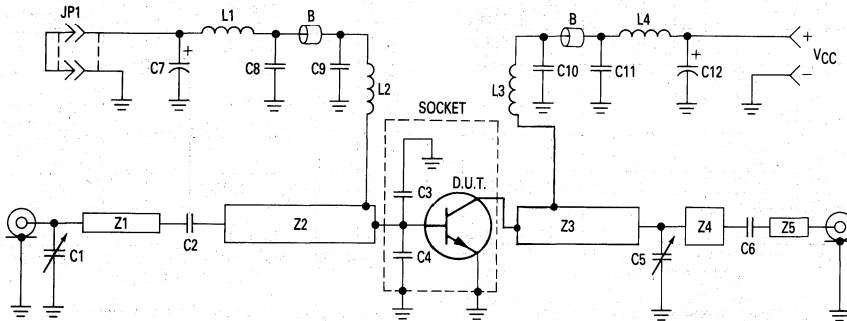 JP1
L1
B
B
L4
+
C7
C8
C9
L2
L3
C10
C11
+
C12
+
VCC
−
SOCKET
C3
D.U.T.
Z1
C2
Z2
C4
C1
Z3
Z4
C5
C6
Z5